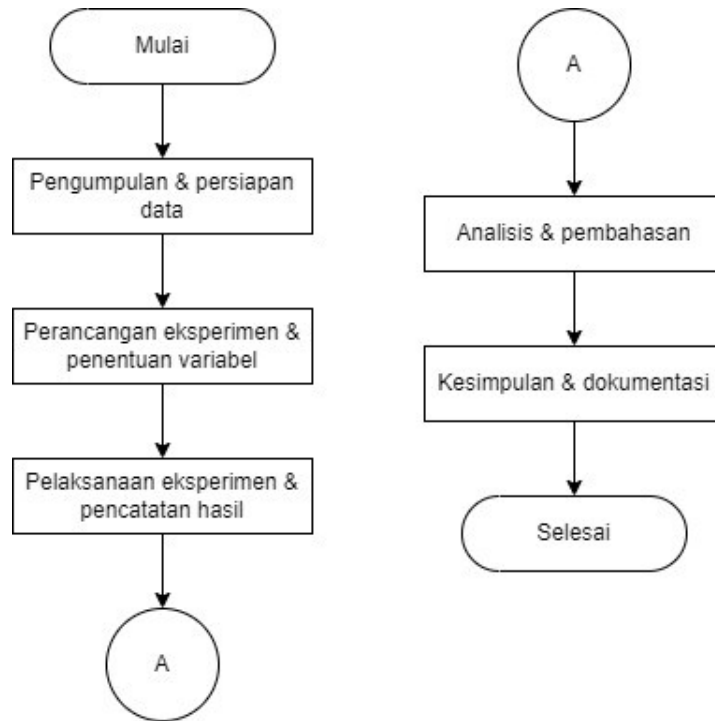 Mulai
Pengumpulan & persiapan
data
Perancangan eksperimen &
penentuan variabel
Pelaksanaan eksperimen &
pencatatan hasil
A
A
Analisis & pembahasan
Kesimpulan & dokumentasi
Selesai